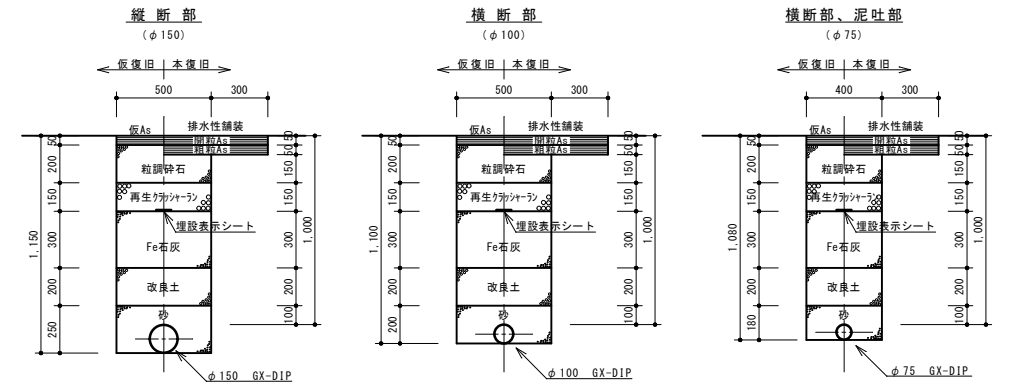 縦断部
(φ150)
仮復旧 本復旧
500 300
仮As 排水性舗装
開粒As
粗粒As
粒調砕石
再生クラッシャーラン
埋設表示シート
Fe石灰
改良土
砂
1,150
50
200
150
300
200
250
50
50
150
150
300
200
100
1,000
φ150 GX-DIP
横断部
(φ100)
仮復旧 本復旧
500 300
仮As 排水性舗装
開粒As
粗粒As
粒調砕石
再生クラッシャーラン
埋設表示シート
Fe石灰
改良土
砂
1,100
50
200
150
300
200
200
50
50
150
150
300
200
100
1,000
φ100 GX-DIP
横断部、泥吐部
(φ75)
仮復旧 本復旧
400 300
仮As 排水性舗装
開粒As
粗粒As
粒調砕石
再生クラッシャーラン
埋設表示シート
Fe石灰
改良土
砂
1,080
50
200
150
300
200
180
50
50
150
150
300
200
100
1,000
φ75 GX-DIP